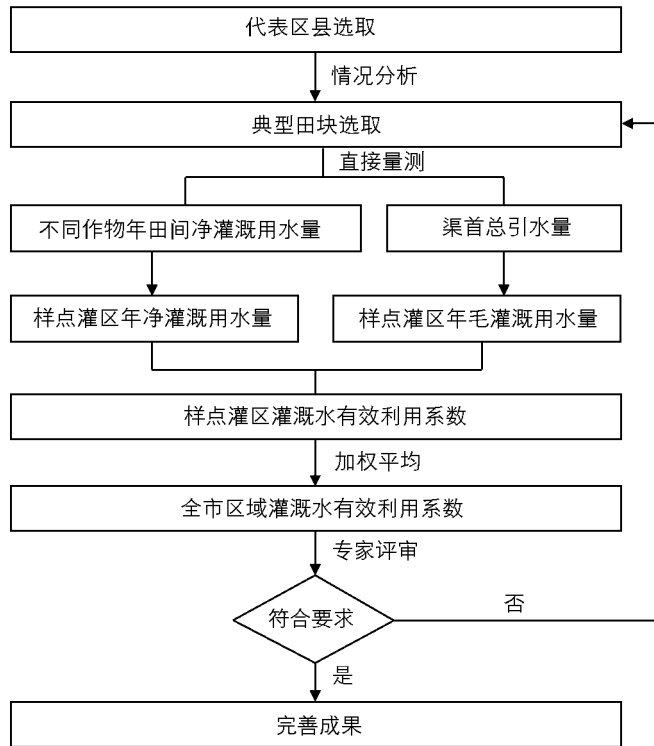 代表区县选取
情况分析
典型田块选取
直接量测
不同作物年田间净灌溉用水量
渠首总引水量
样点灌区年净灌溉用水量
样点灌区年毛灌溉用水量
样点灌区灌溉水有效利用系数
加权平均
全市区域灌溉水有效利用系数
专家评审
符合要求
否
是
完善成果